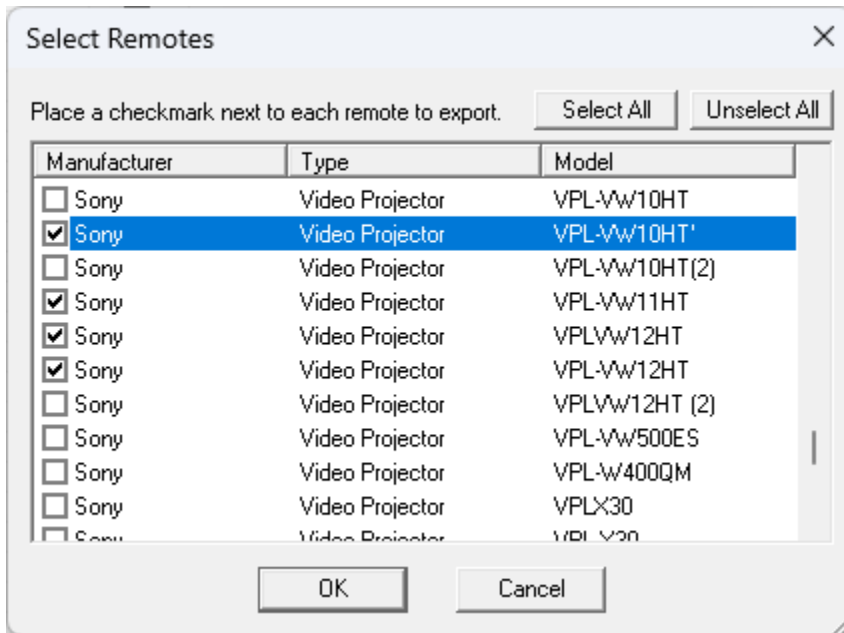 Select Remotes
Place a checkmark next to each remote to export. Select All Unselect All
Manufacturer Type Model
Sony Video Projector VPL-VW10HT
Sony Video Projector VPL-VW10HT'
Sony Video Projector VPL-VW10HT(2)
Sony Video Projector VPL-VW11HT
Sony Video Projector VPLVW12HT
Sony Video Projector VPL-VW12HT
Sony Video Projector VPLVW12HT (2)
Sony Video Projector VPL-VW500ES
Sony Video Projector VPL-W400QM
Sony Video Projector VPLX30
Sony Video Projector
OK Cancel